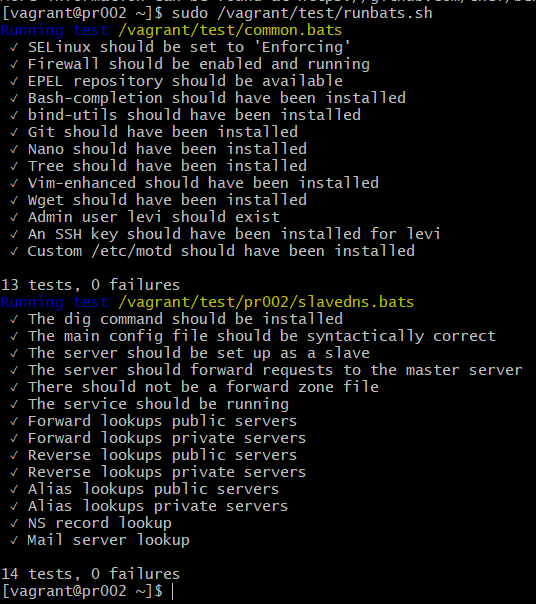 [vagrant@pr002 ~]$ sudo /vagrant/test/runbats.sh
Running test /vagrant/test/common.bats
✓ SELinux should be set to 'Enforcing'
✓ Firewall should be enabled and running
✓ EPEL repository should be available
✓ Bash-completion should have been installed
✓ bind-utils should have been installed
✓ Git should have been installed
✓ Nano should have been installed
✓ Tree should have been installed
✓ Vim-enhanced should have been installed
✓ Wget should have been installed
✓ Admin user levi should exist
✓ An SSH key should have been installed for levi
✓ Custom /etc/motd should have been installed
13 tests, 0 failures
Running test /vagrant/test/pr002/slavedns.bats
✓ The dig command should be installed
✓ The main config file should be syntactically correct
✓ The server should be set up as a slave
✓ The server should forward requests to the master server
✓ There should not be a forward zone file
✓ The service should be running
✓ Forward lookups public servers
✓ Forward lookups private servers
✓ Reverse lookups public servers
✓ Reverse lookups private servers
✓ Alias lookups public servers
✓ Alias lookups private servers
✓ NS record lookup
✓ Mail server lookup
14 tests, 0 failures
[vagrant@pr002 ~]$